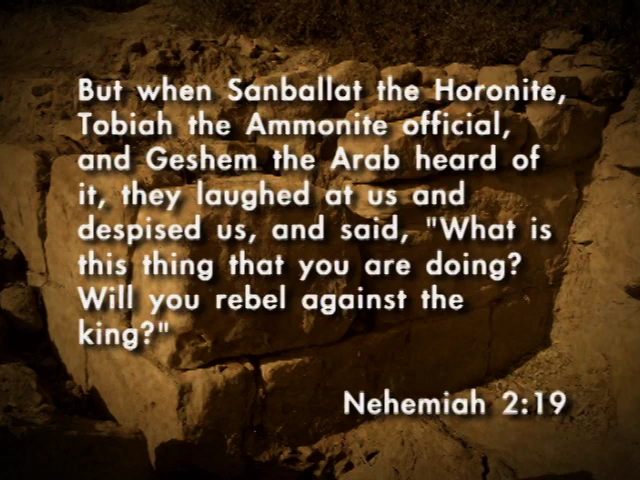 But when Sanballat the Horonite,
Tobiah the Ammonite official,
and Geshem the Arab heard of
it, they laughed at us and
despised us, and said, "What is
this thing that you are doing?
Will you rebel against the
king?"
Nehemiah 2:19